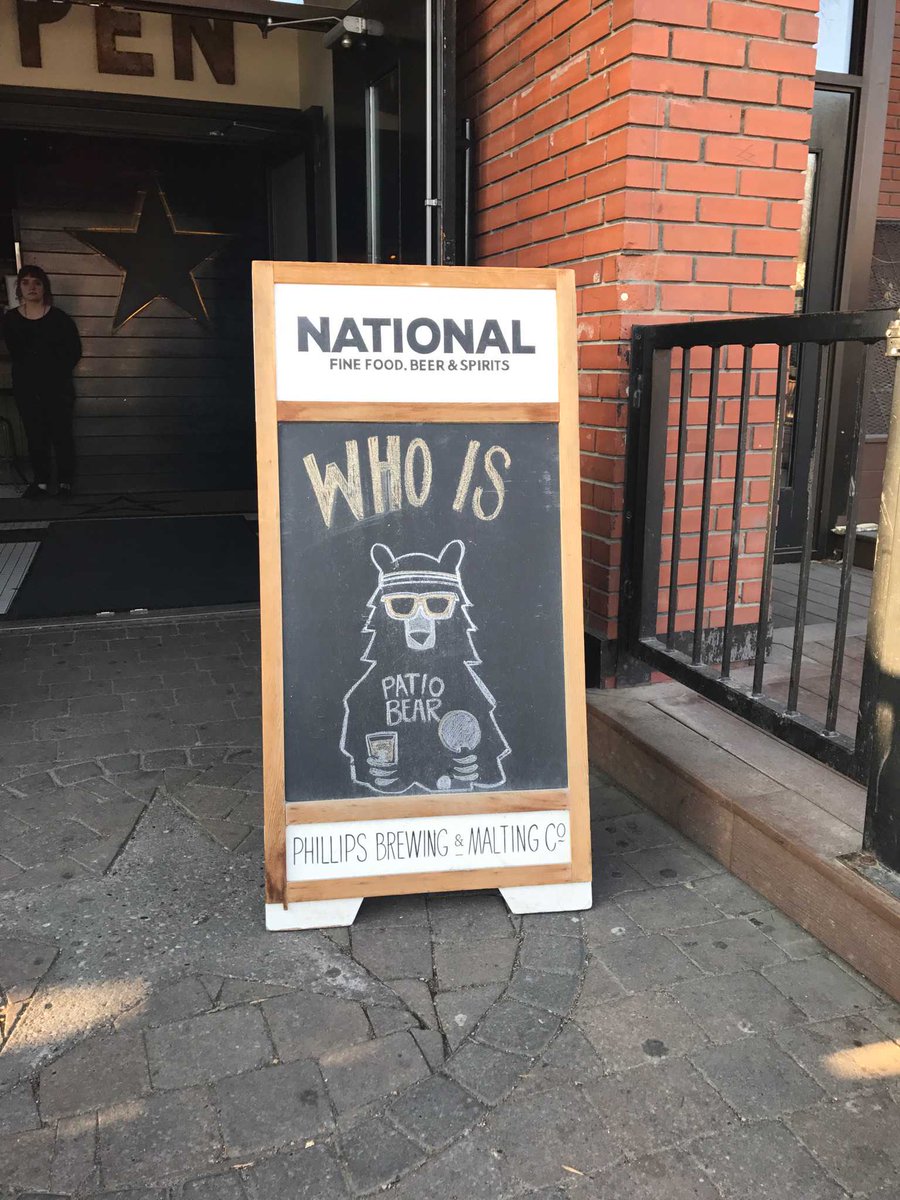 PEN
NATIONAL
FINE FOOD. BEER & SPIRITS
WHO IS
PATIO
BEAR
PHILLIPS BREWING & MALTING CO